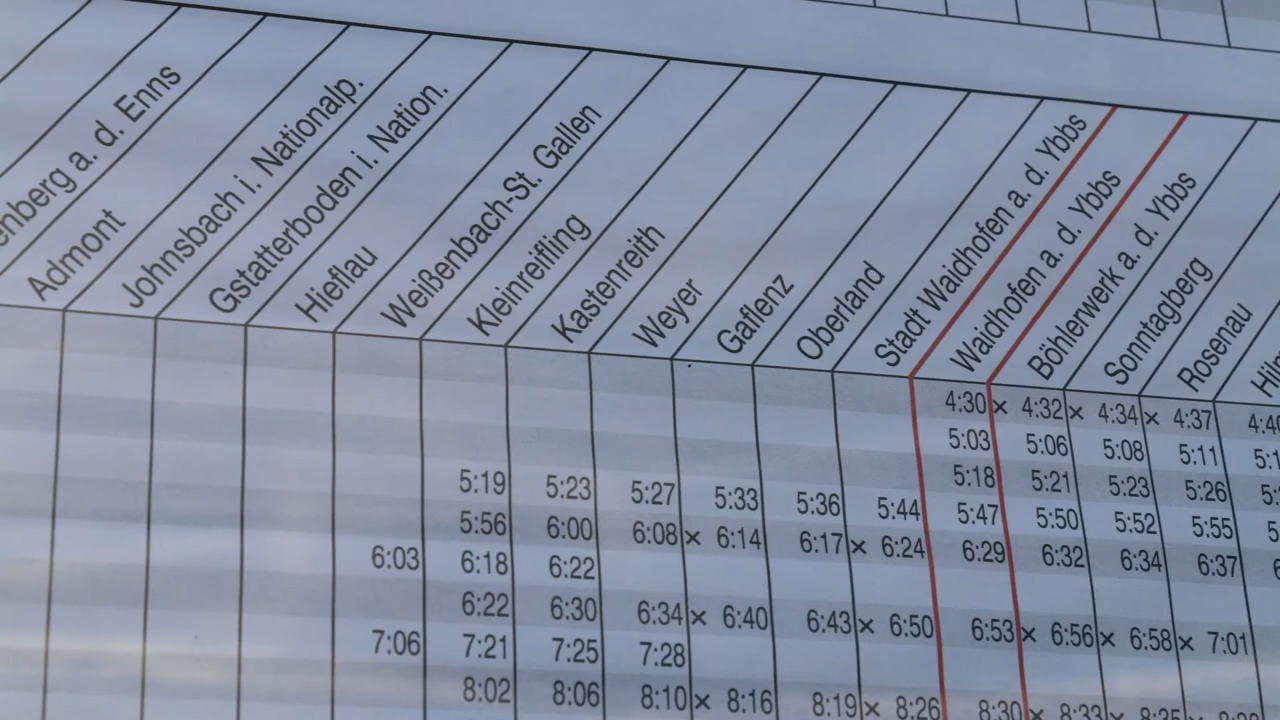 a. d. Enns
Admont
Johnsbach i. Nationalp.
Gstatterboden i. Nation.
Hieflau
Weißenbach-St. Gallen
Kleinreifling
Kastenreith
Weyer
Gaflenz
Oberland
Stadt Waidhofen a. d. Ybbs
Waidhofen a. d. Ybbs
Böhlerwerk a. d. Ybbs
Sonntagberg
Rosenau
4:30 x 4:32 x 4:34 x 4:37
5:03 5:06 5:08 5:11
5:18 5:21 5:23 5:26
5:19 5:23 5:27 5:33 5:36 5:44 5:47 5:50 5:52 5:55
5:56 6:00 6:08 x 6:14 6:17 x 6:24 6:29 6:32 6:34 6:37
6:03 6:18 6:22
6:22 6:30 6:34 x 6:40 6:43 x 6:50 6:53 x 6:56 x 6:58 x 7:01
7:06 7:21 7:25 7:28
8:02 8:06 8:10 x 8:16 8:19 x 8:26 8:30 x 8:33 x